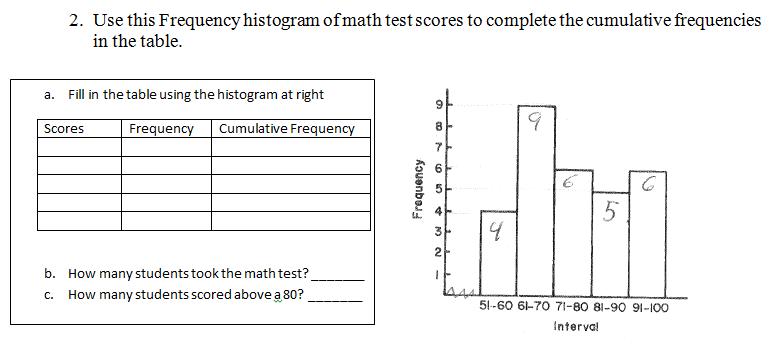 2. Use this Frequency histogram of math test scores to complete the cumulative frequencies
in the table.
a. Fill in the table using the histogram at right
Scores Frequency Cumulative Frequency
b. How many students took the math test? _______
c. How many students scored above a 80? _______
Frequency
9
8
7
6
5
4
3
2
1
4
9
6
5
6
51-60 61-70 71-80 81-90 91-100
Interval